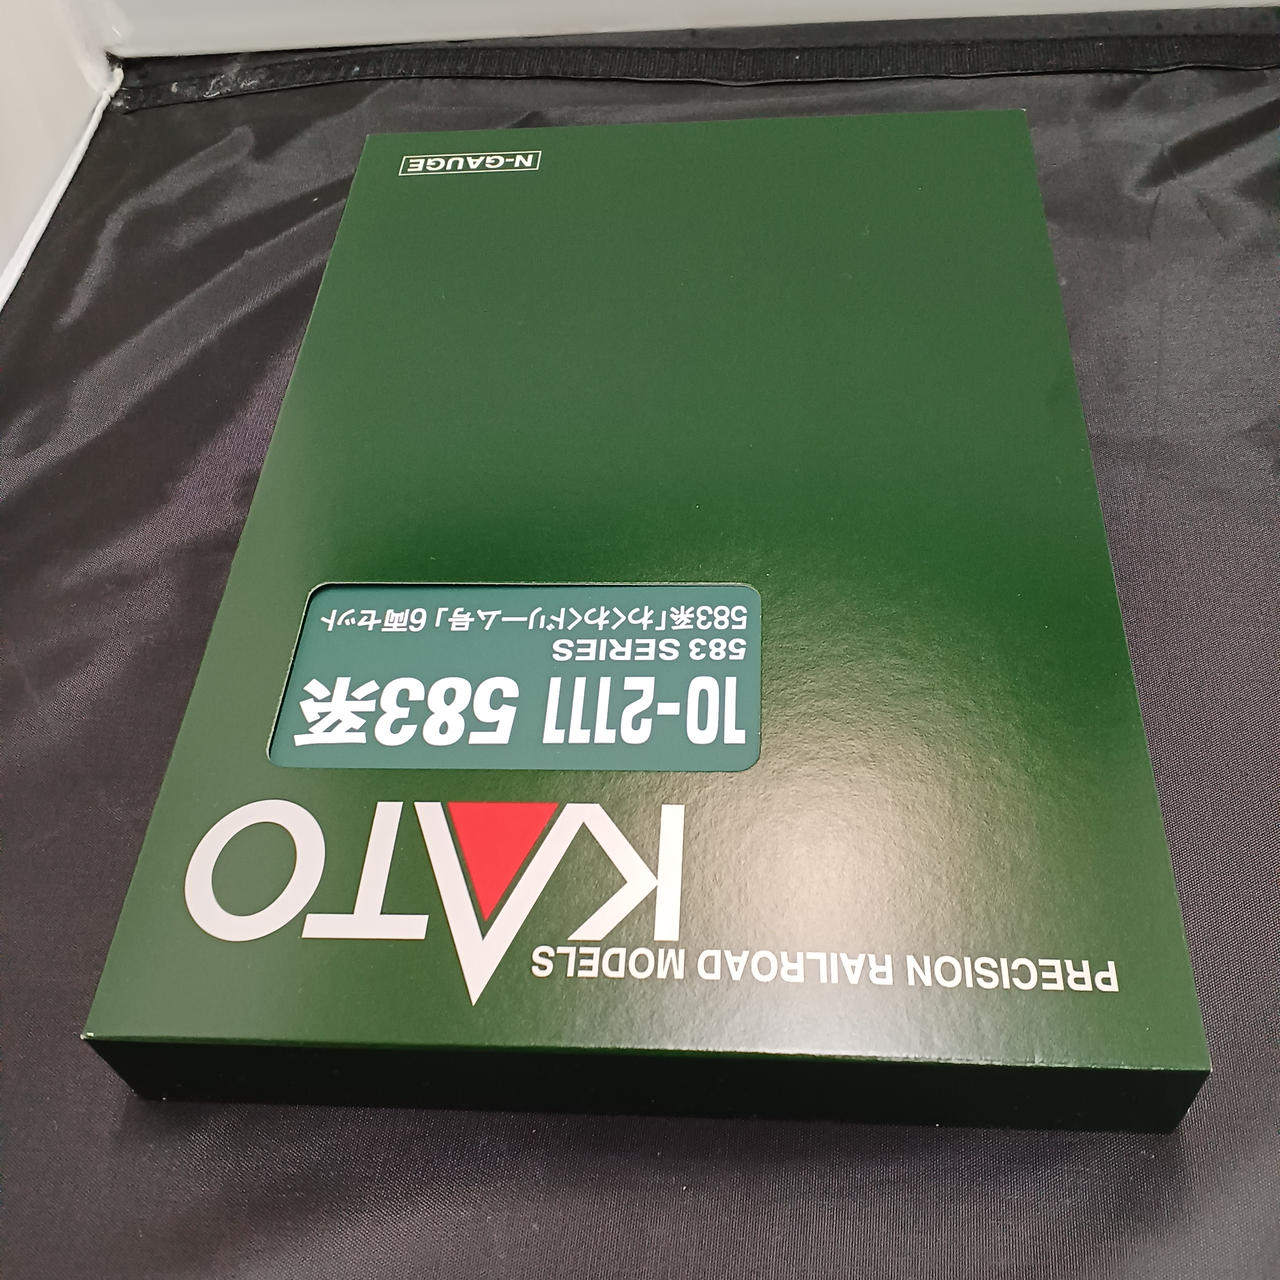 PRECISION RAILROAD MODELS
KATO
10-2111 583系
583 SERIES
583系「わくわくドリーム号」6両セット
N-GAUGE